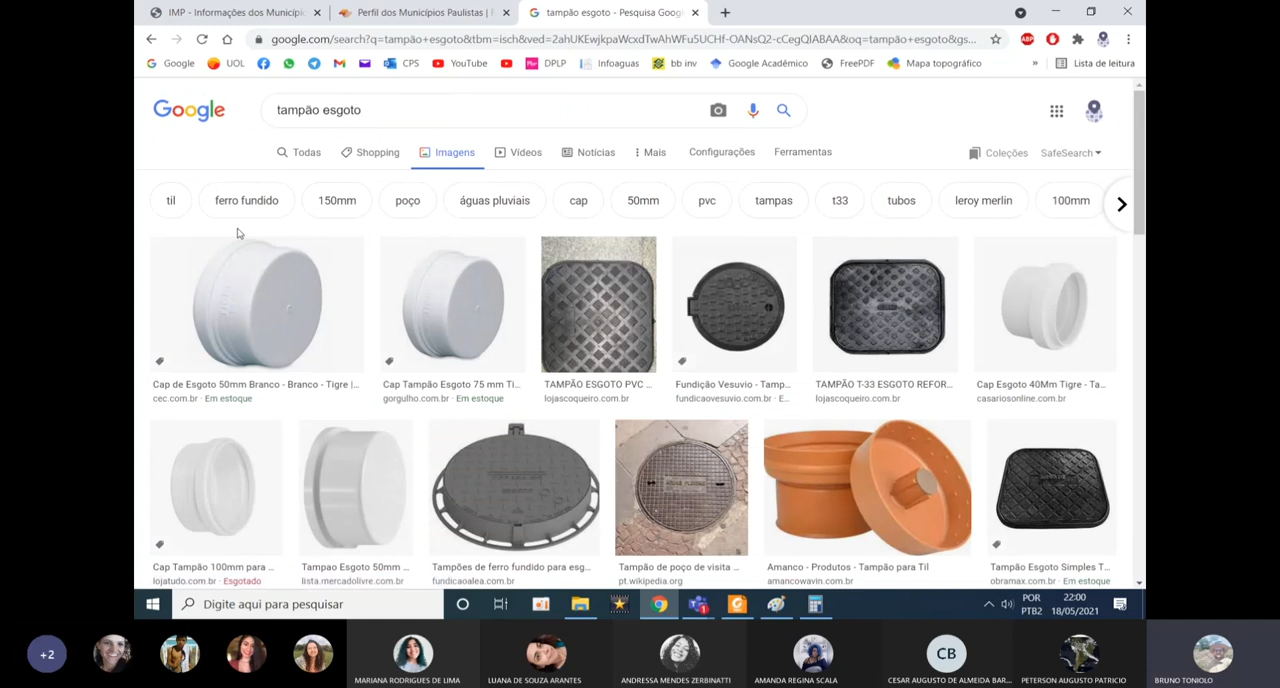 IMP - Informações dos Municípi
Perfil dos Municípios Paulistas |
tampão esgoto - Pesquisa Goog
google.com/search?q=tampão+esgoto&tbm=isch&ved=2ahUKEwjkpaWcxdTwAhWFu5UCHf-OANsQ2-cCegQIABAA&oq=tampão+esgoto&gs...
ABP
Google UOL CPS YouTube DPLP Infoaguas bb inv Google Acadêmico FreePDF Mapa topográfico » Lista de leitura
Google
tampão esgoto
Todas Shopping Imagens Vídeos Notícias Mais Configurações Ferramentas Coleções SafeSearch
til ferro fundido 150mm poço águas pluviais cap 50mm pvc tampas t33 tubos leroy merlin 100mm
Cap de Esgoto 50mm Branco - Branco - Tigre |...
cec.com.br · Em estoque
Cap Tampão Esgoto 75 mm Ti...
gorgulho.com.br · Em estoque
TAMPÃO ESGOTO PVC ...
lojascoqueiro.com.br
Fundição Vesuvio - Tamp...
fundicaovesuvio.com.br · E...
TAMPÃO T-33 ESGOTO REFOR...
lojascoqueiro.com.br
Cap Esgoto 40Mm Tigre - Ta...
casariosonline.com.br
Cap Tampão 100mm para ...
lojatudo.com.br · Esgotado
Tampao Esgoto 50mm ...
lista.mercadolivre.com.br
Tampões de ferro fundido para esg...
fundicaoalea.com.br
Tampão de poço de visita ...
pt.wikipedia.org
Amanco - Produtos - Tampão para Til
amancowavin.com.br
Tampão Esgoto Simples T...
obramax.com.br · Em estoque
Digite aqui para pesquisar
1
POR
PTB2
22:00
18/05/2021
+2
MARIANA RODRIGUES DE LIMA
LUANA DE SOUZA ARANTES
ANDRESSA MENDES ZERBINATTI
AMANDA REGINA SCALA
CB
CESAR AUGUSTO DE ALMEIDA BAR...
PETERSON AUGUSTO PATRICIO
BRUNO TONIOLO